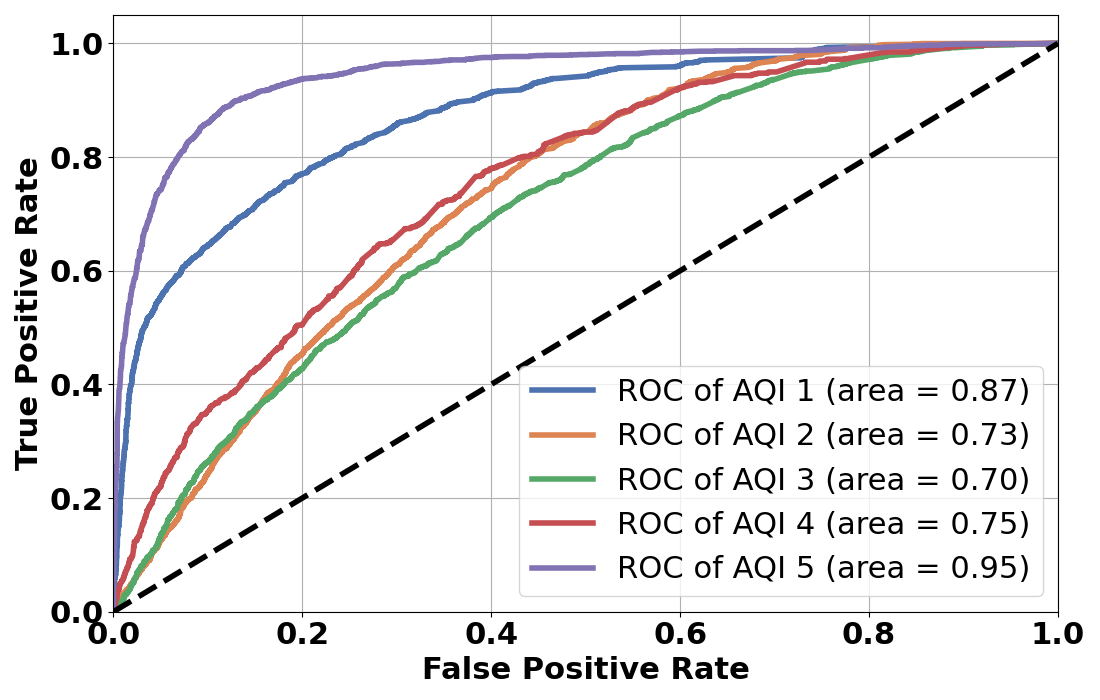 True Positive Rate
1.0
0.8
0.6
0.4
0.2
0.0
ROC of AQI 1 (area = 0.87)
ROC of AQI 2 (area = 0.73)
ROC of AQI 3 (area = 0.70)
ROC of AQI 4 (area = 0.75)
ROC of AQI 5 (area = 0.95)
0.0 0.2 0.4 0.6 0.8 1.0
False Positive Rate